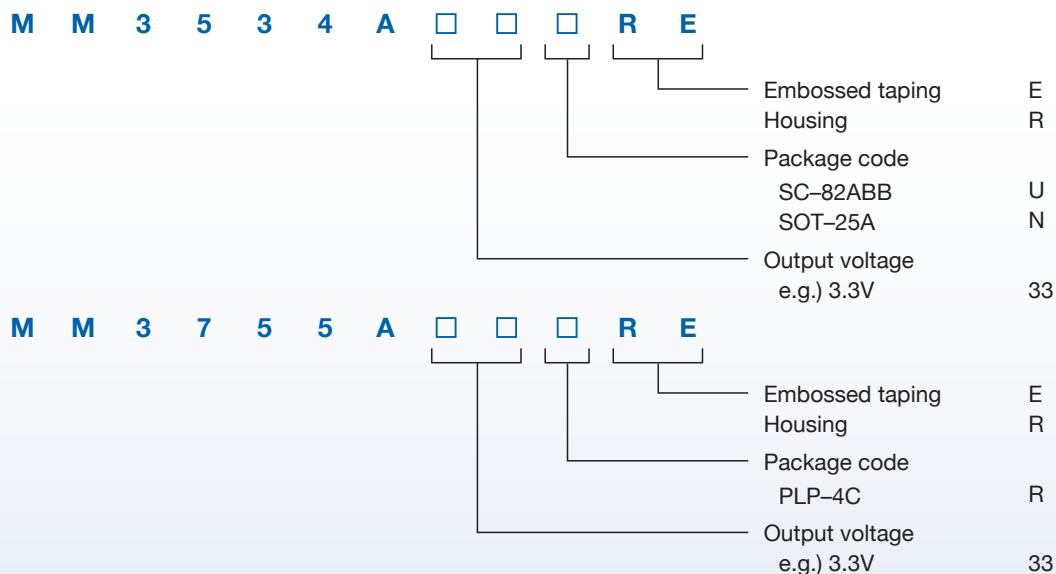 M M 3 5 3 4 A □ □ □ R E
Embossed taping E
Housing R
Package code
SC–82ABB U
SOT–25A N
Output voltage
e.g.) 3.3V 33
M M 3 7 5 5 A □ □ □ R E
Embossed taping E
Housing R
Package code
PLP–4C R
Output voltage
e.g.) 3.3V 33